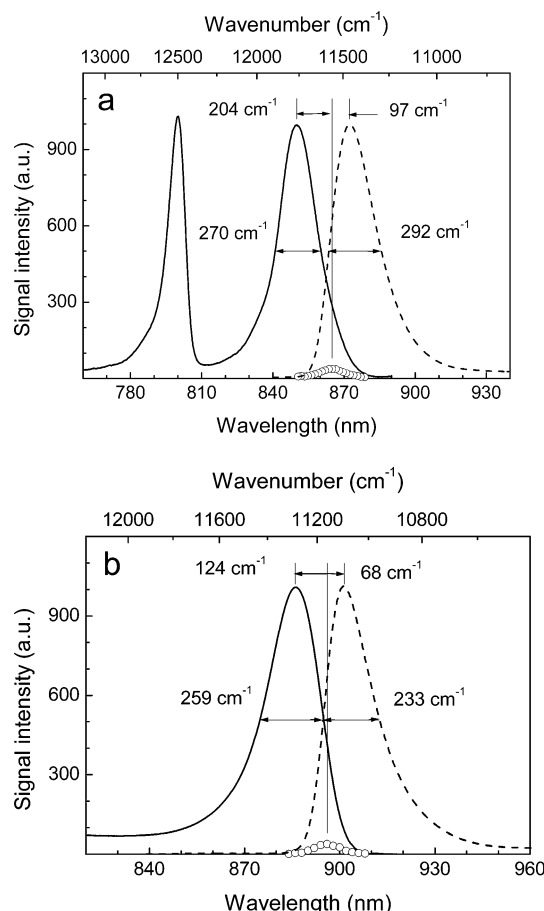 Wavenumber (cm-1)
13000 12500 12000 11500 11000
a
204 cm-1 97 cm-1
270 cm-1 292 cm-1
Signal intensity (a.u.)
900
600
300
780 810 840 870 900 930
Wavelength (nm)
Wavenumber (cm-1)
12000 11600 11200 10800
b
124 cm-1 68 cm-1
259 cm-1 233 cm-1
Signal intensity (a.u.)
900
600
300
840 870 900 930 960
Wavelength (nm)